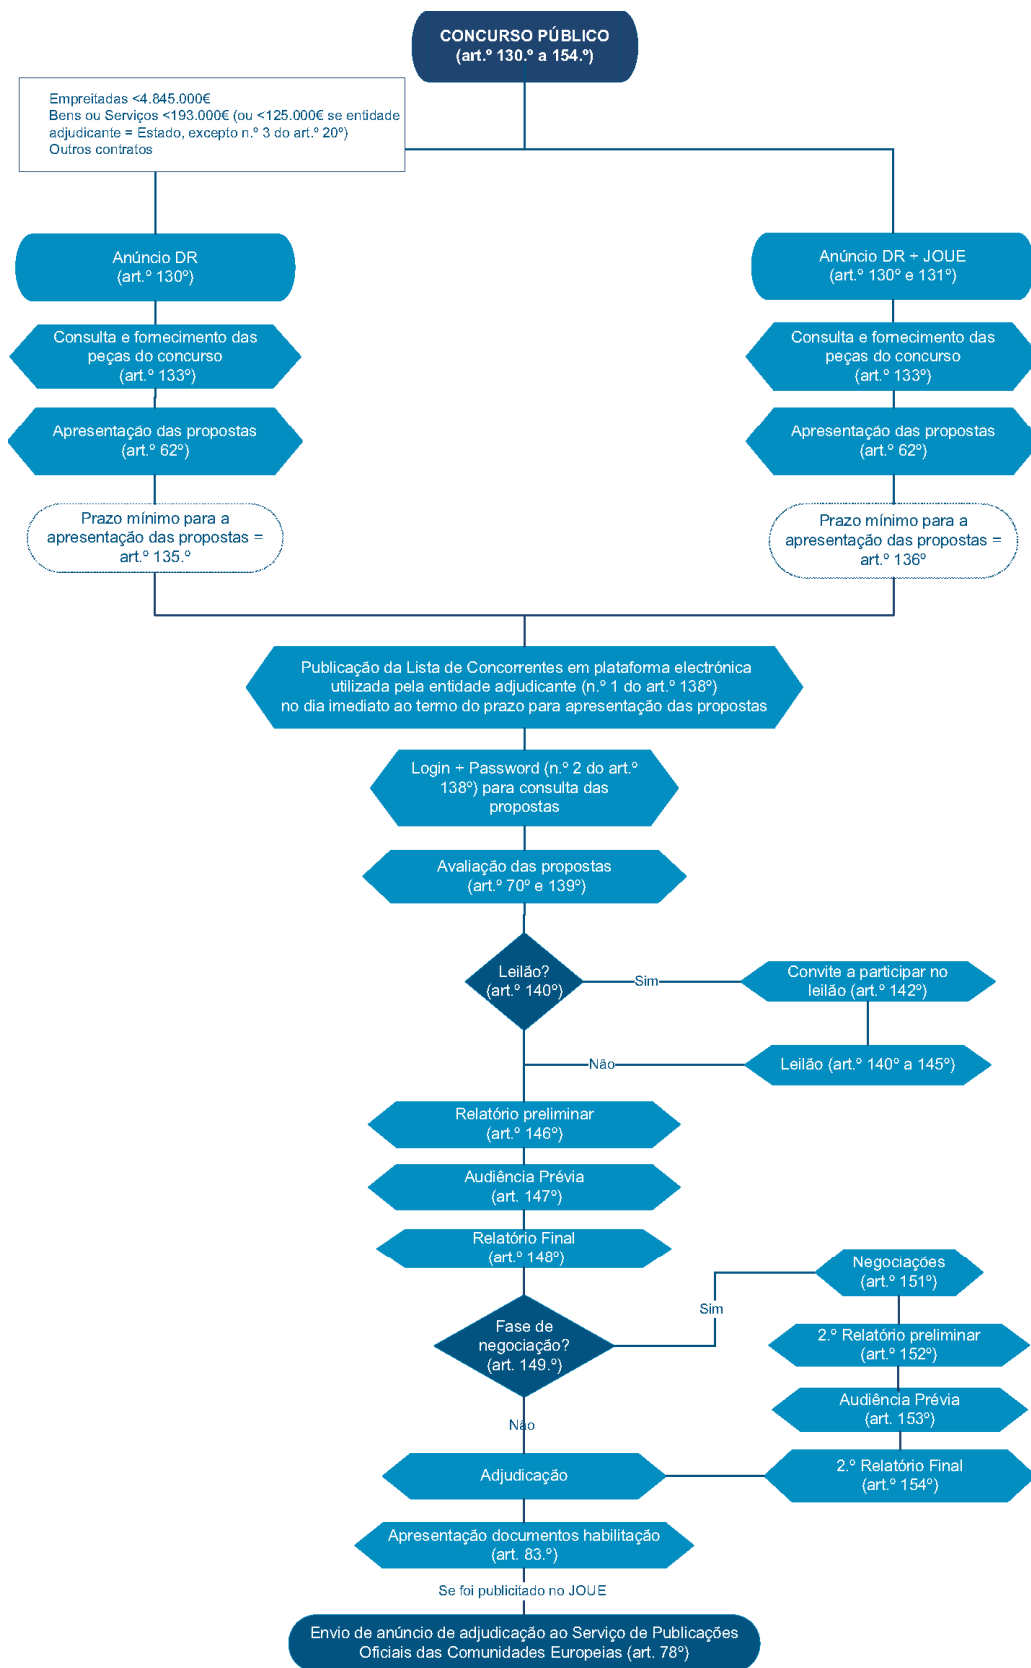 CONCURSO PÚBLICO
(art.º 130.º a 154.º)
Empreitadas <4.845.000€
Bens ou Serviços <193.000€ (ou <125.000€ se entidade
adjudicante = Estado, excepto n.º 3 do art.º 20º)
Outros contratos
Anúncio DR
(art.º 130º)
Consulta e fornecimento das
peças do concurso
(art.º 133º)
Apresentação das propostas
(art.º 62º)
Prazo mínimo para a
apresentação das propostas =
art.º 135.º
Anúncio DR + JOUE
(art.º 130º e 131º)
Consulta e fornecimento das
peças do concurso
(art.º 133º)
Apresentação das propostas
(art.º 62º)
Prazo mínimo para a
apresentação das propostas =
art.º 136º
Publicação da Lista de Concorrentes em plataforma electrónica
utilizada pela entidade adjudicante (n.º 1 do art.º 138º)
no dia imediato ao termo do prazo para apresentação das propostas
Login + Password (n.º 2 do art.º
138º) para consulta das
propostas
Avaliação das propostas
(art.º 70º e 139º)
Leilão?
(art.º 140º)
Sim
Convite a participar no
leilão (art.º 142º)
Não
Leilão (art.º 140º a 145º)
Relatório preliminar
(art.º 146º)
Audiência Prévia
(art. 147º)
Relatório Final
(art.º 148º)
Fase de
negociação?
(art. 149.º)
Sim
Negociações
(art.º 151º)
2.º Relatório preliminar
(art.º 152º)
Audiência Prévia
(art. 153º)
2.º Relatório Final
(art.º 154º)
Não
Adjudicação
Apresentação documentos habilitação
(art. 83.º)
Se foi publicitado no JOUE
Envio de anúncio de adjudicação ao Serviço de Publicações
Oficiais das Comunidades Europeias (art. 78º)